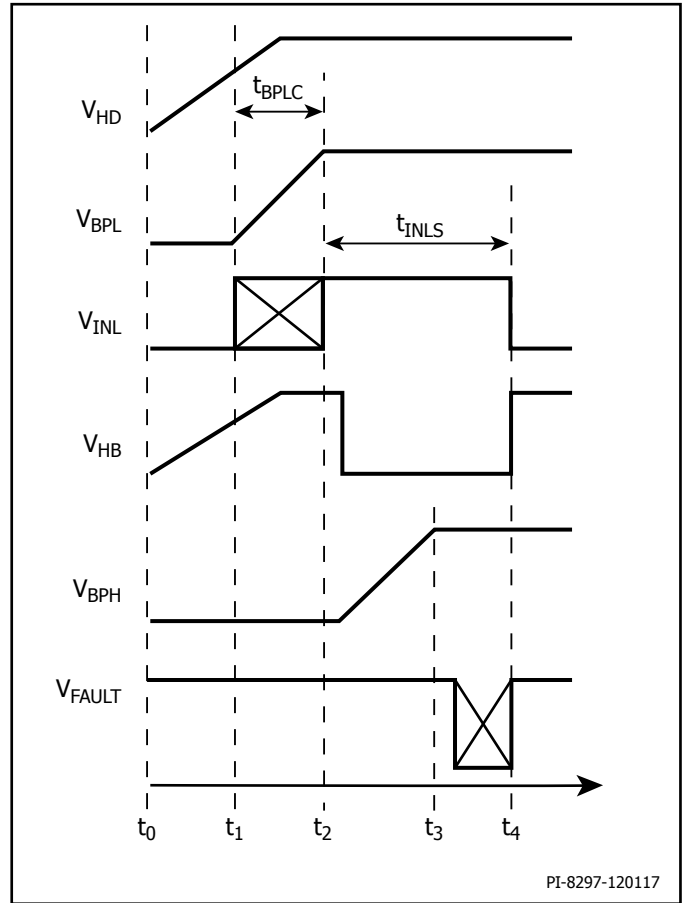 V_HD
t_BPLC
V_BPL
t_INLS
V_INL
V_HB
V_BPH
V_FAULT
t_0 t_1 t_2 t_3 t_4
PI-8297-120117